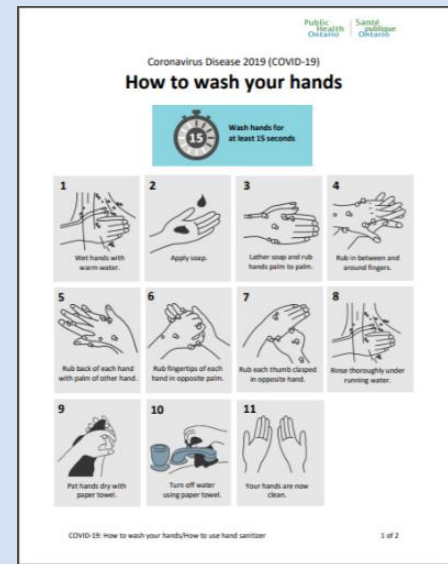 Public Santé
Health publique
Ontario Ontario
Coronavirus Disease 2019 (COVID-19)
How to wash your hands
15
Wash hands for
at least 15 seconds
1
Wet hands with
warm water.
2
Apply soap.
3
Lather soap and rub
hands palm to palm.
4
Rub in between and
around fingers.
5
Rub back of each hand
with palm of other hand.
6
Rub fingertips of each
hand in opposite palm.
7
Rub each thumb clasped
in opposite hand.
8
Rinse thoroughly under
running water.
9
Pat hands dry with
paper towel.
10
Turn off water
using paper towel.
11
Your hands are now
clean.
COVID-19: How to wash your hands/How to use hand sanitizer
1 of 2